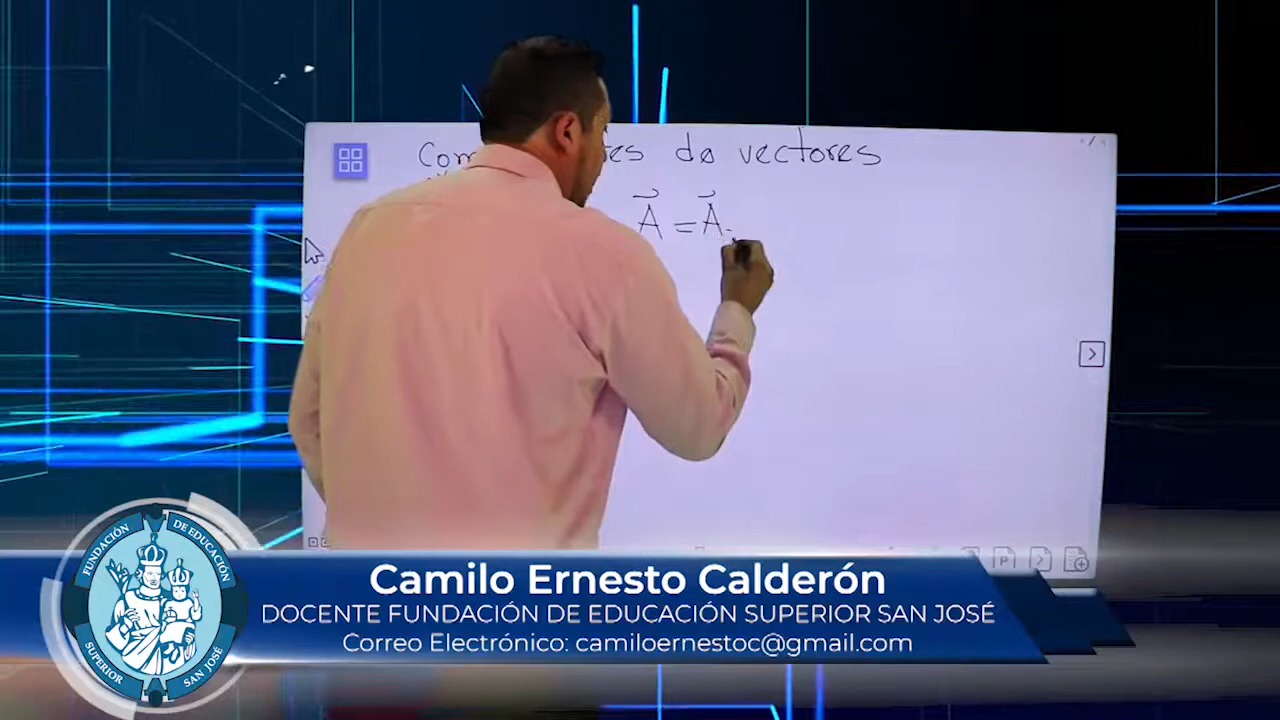 Com es de vectores
A⃗ = A⃗
Camilo Ernesto Calderón
DOCENTE FUNDACIÓN DE EDUCACIÓN SUPERIOR SAN JOSÉ
Correo Electrónico: camiloernestoc@gmail.com
FUNDACIÓN DE EDUCACIÓN
SUPERIOR SAN JOSÉ